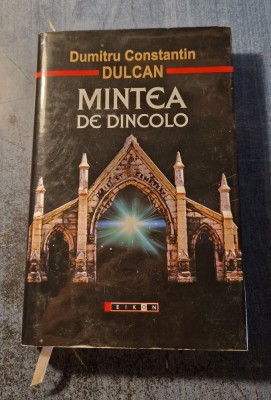 Dumitru Constantin
DULCAN
MINTEA
DE DINCOLO
EIKON